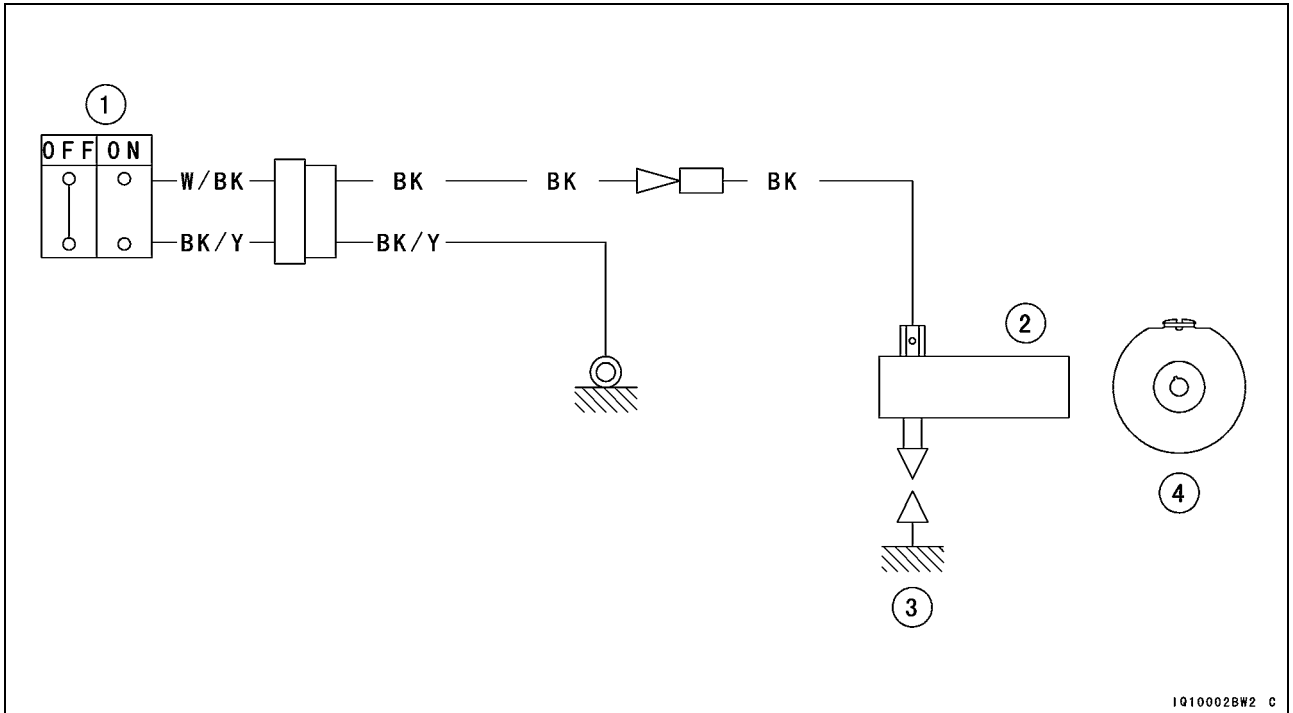 1
OFF ON
W/BK BK BK BK
BK/Y BK/Y
2
4
3
IQ10002BW2 C